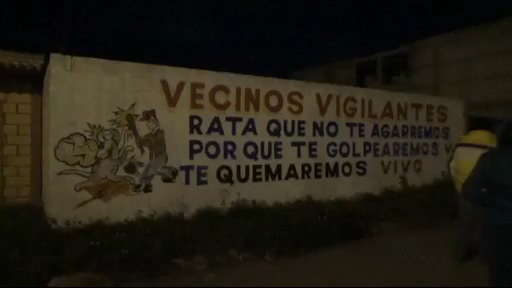 VECINOS VIGILANTES
RATA QUE NO TE AGARREMOS
POR QUE TE GOLPEAREMOS Y
TE QUEMAREMOS VIVO